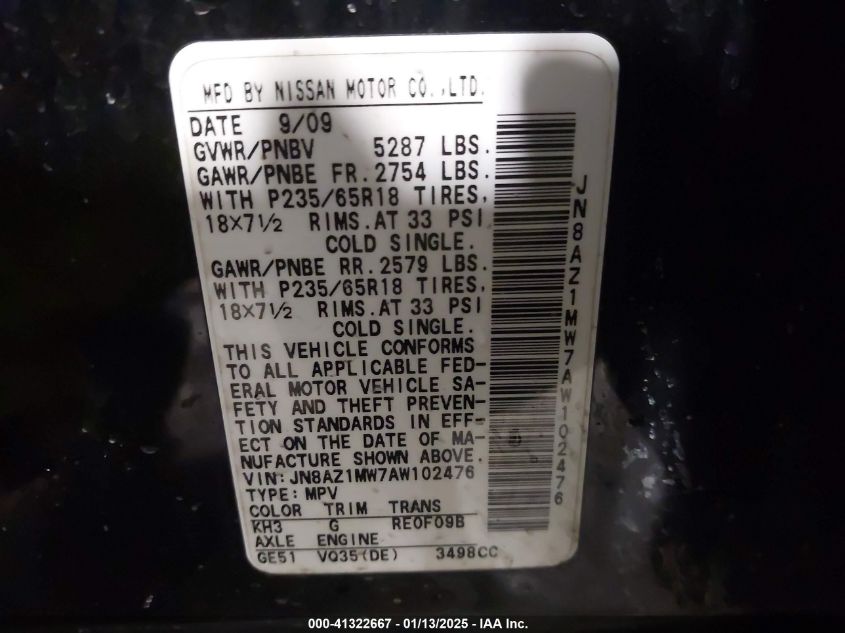 MFD BY NISSAN MOTOR CO.,LTD.
DATE 9/09
GVWR/PNBV 5287 LBS.
GAWR/PNBE FR.2754 LBS.
WITH P235/65R18 TIRES,
18×7½ RIMS.AT 33 PSI
COLD SINGLE.
GAWR/PNBE RR.2579 LBS.
WITH P235/65R18 TIRES,
18×7½ RIMS.AT 33 PSI
COLD SINGLE.
THIS VEHICLE CONFORMS
TO ALL APPLICABLE FED-
ERAL MOTOR VEHICLE SA-
FETY AND THEFT PREVEN-
TION STANDARDS IN EFF-
ECT ON THE DATE OF MA-
NUFACTURE SHOWN ABOVE.
VIN:JN8AZ1MW7AW102476
TYPE:MPV
COLOR TRIM TRANS
KH3 G RE0F09B
AXLE ENGINE
GE51 VQ35(DE) 3498CC
JN8AZ1MW7AW102476
000-41322667 - 01/13/2025 - IAA Inc.